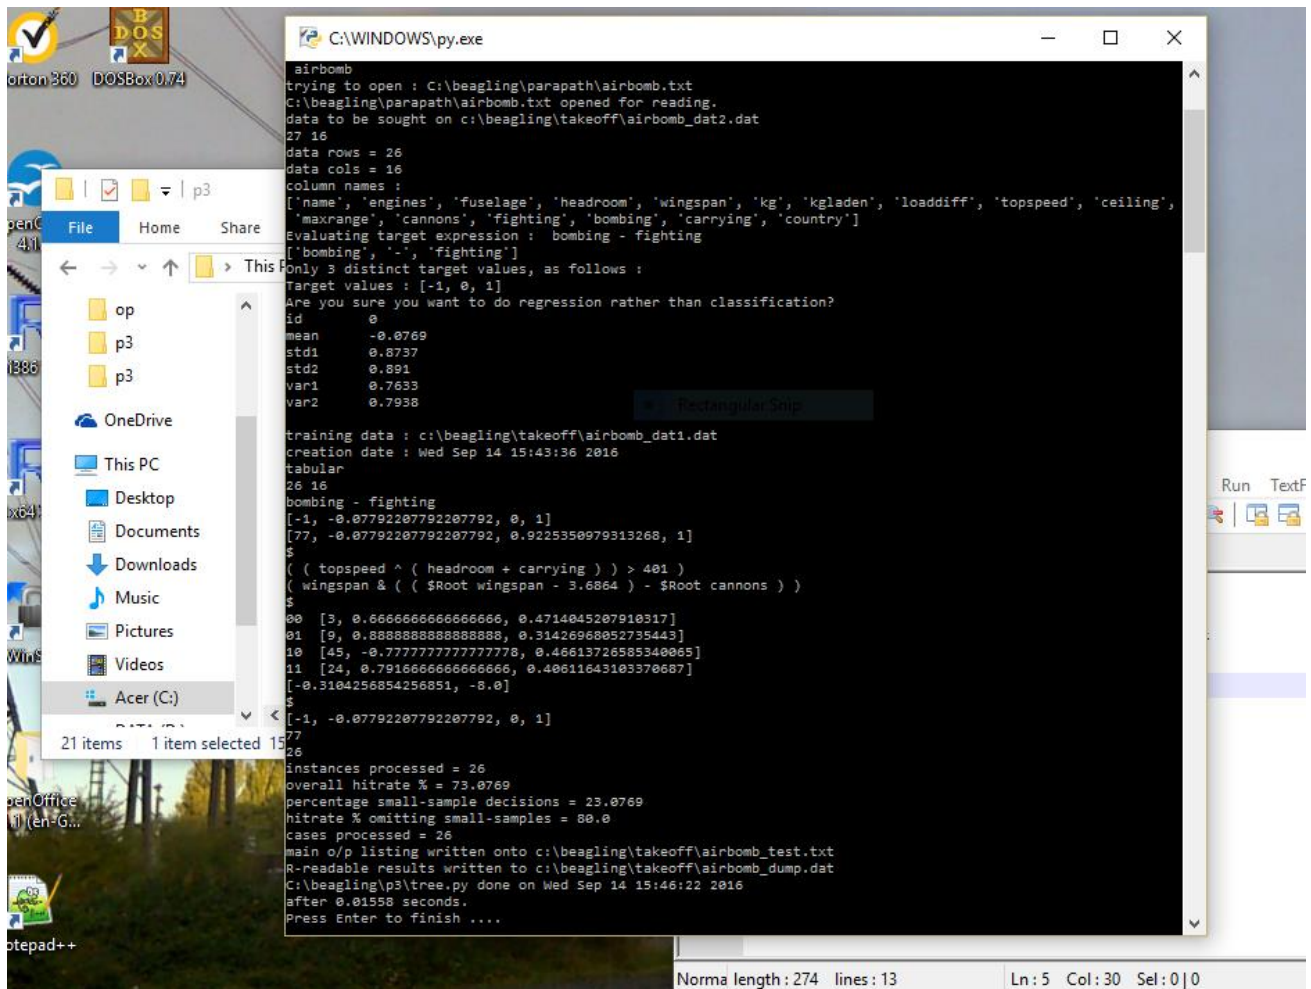 orton 360
DOSBox 0.74
penO
4.1.
i386
ox64
WinS
penOffice
.1 (en-G...
otepad++
p3
File
Home
Share
This P
op
p3
p3
OneDrive
This PC
Desktop
Documents
Downloads
Music
Pictures
Videos
Acer (C:)
DATA (D:)
21 items
1 item selected
15
C:\WINDOWS\py.exe
airbomb
trying to open : C:\beagling\parapath\airbomb.txt
C:\beagling\parapath\airbomb.txt opened for reading.
data to be sought on c:\beagling\takeoff\airbomb_dat2.dat
27 16
data rows = 26
data cols = 16
column names :
['name', 'engines', 'fuselage', 'headroom', 'wingspan', 'kg', 'kgladen', 'loaddiff', 'topspeed', 'ceiling',
'maxrange', 'cannons', 'fighting', 'bombing', 'carrying', 'country']
Evaluating target expression :  bombing - fighting
['bombing', '-', 'fighting']
Only 3 distinct target values, as follows :
Target values : [-1, 0, 1]
Are you sure you want to do regression rather than classification?
id 0
mean -0.0769
std1 0.8737
std2 0.891
var1 0.7633
var2 0.7938
Rectangular Snip
training data : c:\beagling\takeoff\airbomb_dat1.dat
creation date : Wed Sep 14 15:43:36 2016
tabular
26 16
bombing - fighting
[-1, -0.07792207792207792, 0, 1]
[77, -0.07792207792207792, 0.9225350979313268, 1]
$
( ( topspeed ^ ( headroom + carrying ) ) > 401 )
( wingspan & ( ( $Root wingspan - 3.6864 ) - $Root cannons ) )
$
00  [3, 0.6666666666666666, 0.4714045207910317]
01  [9, 0.8888888888888888, 0.31426968052735443]
10  [45, -0.7777777777777778, 0.46613726585340065]
11  [24, 0.7916666666666666, 0.40611643103370687]
[-0.3104256854256851, -8.0]
$
[-1, -0.07792207792207792, 0, 1]
77
26
instances processed = 26
overall hitrate % = 73.0769
percentage small-sample decisions = 23.0769
hitrate % omitting small-samples = 80.0
cases processed = 26
main o/p listing written onto c:\beagling\takeoff\airbomb_test.txt
R-readable results written to c:\beagling\takeoff\airbomb_dump.dat
C:\beagling\p3\tree.py done on Wed Sep 14 15:46:22 2016
after 0.01558 seconds.
Press Enter to finish ....
Run
TextF
Norma
length : 274
lines : 13
Ln : 5
Col : 30
Sel : 0 | 0